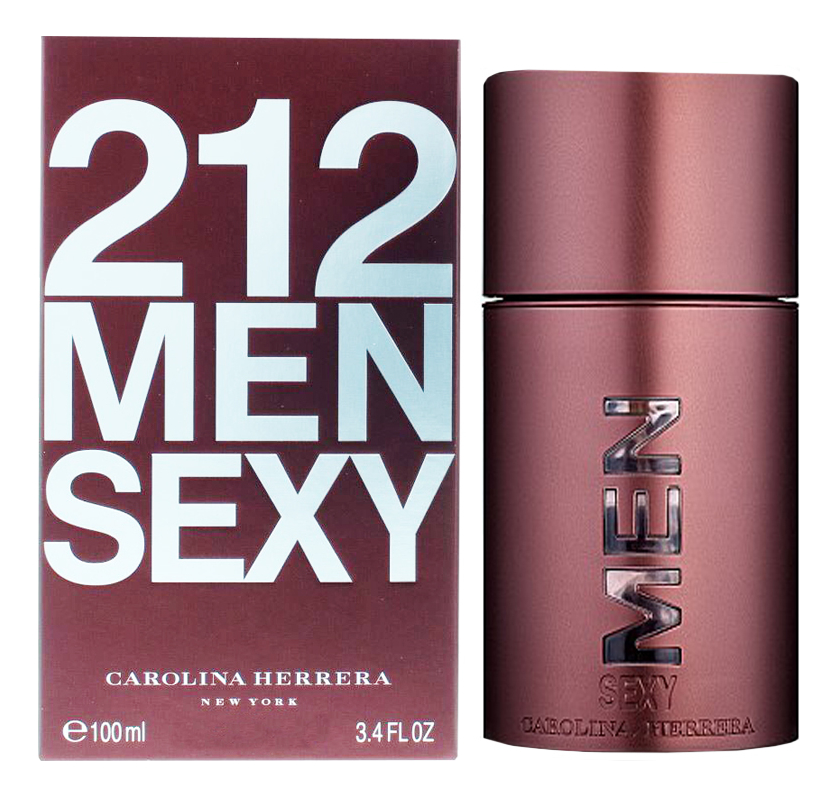 212
MEN
SEXY
CAROLINA HERRERA
NEW YORK
℮100ml
3.4 FL OZ
MEN
SEXY
CAROLINA HERRERA